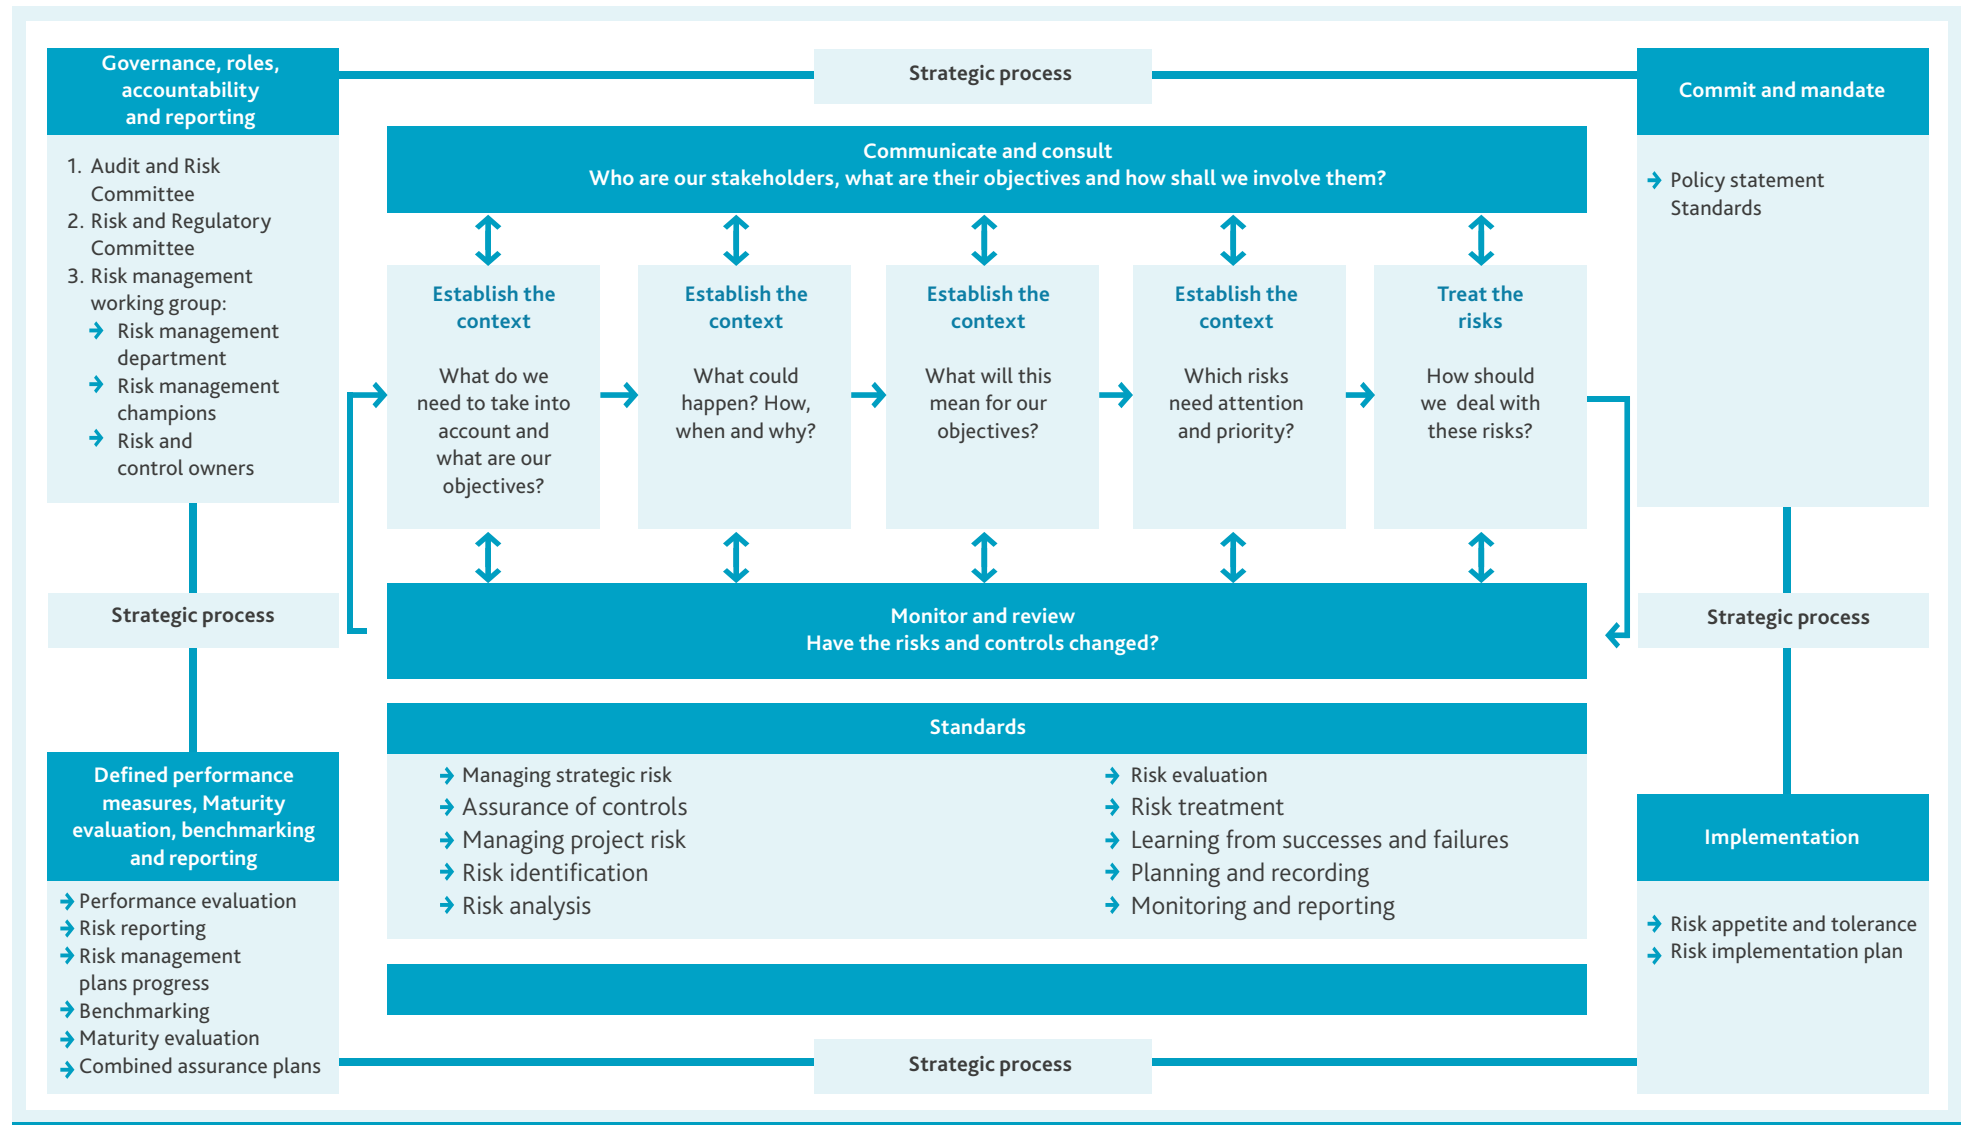 Governance, roles,
accountability
and reporting
1. Audit and Risk
Committee
2. Risk and Regulatory
Committee
3. Risk management
working group:
Risk management
department
Risk management
champions
Risk and
control owners
Strategic process
Commit and mandate
Policy statement
Standards
Communicate and consult
Who are our stakeholders, what are their objectives and how shall we involve them?
Establish the
context
What do we
need to take into
account and
what are our
objectives?
Establish the
context
What could
happen? How,
when and why?
Establish the
context
What will this
mean for our
objectives?
Establish the
context
Which risks
need attention
and priority?
Treat the
risks
How should
we deal with
these risks?
Strategic process
Monitor and review
Have the risks and controls changed?
Strategic process
Standards
Managing strategic risk
Assurance of controls
Managing project risk
Risk identification
Risk analysis
Risk evaluation
Risk treatment
Learning from successes and failures
Planning and recording
Monitoring and reporting
Defined performance
measures, Maturity
evaluation, benchmarking
and reporting
Performance evaluation
Risk reporting
Risk management
plans progress
Benchmarking
Maturity evaluation
Combined assurance plans
Implementation
Risk appetite and tolerance
Risk implementation plan
Strategic process